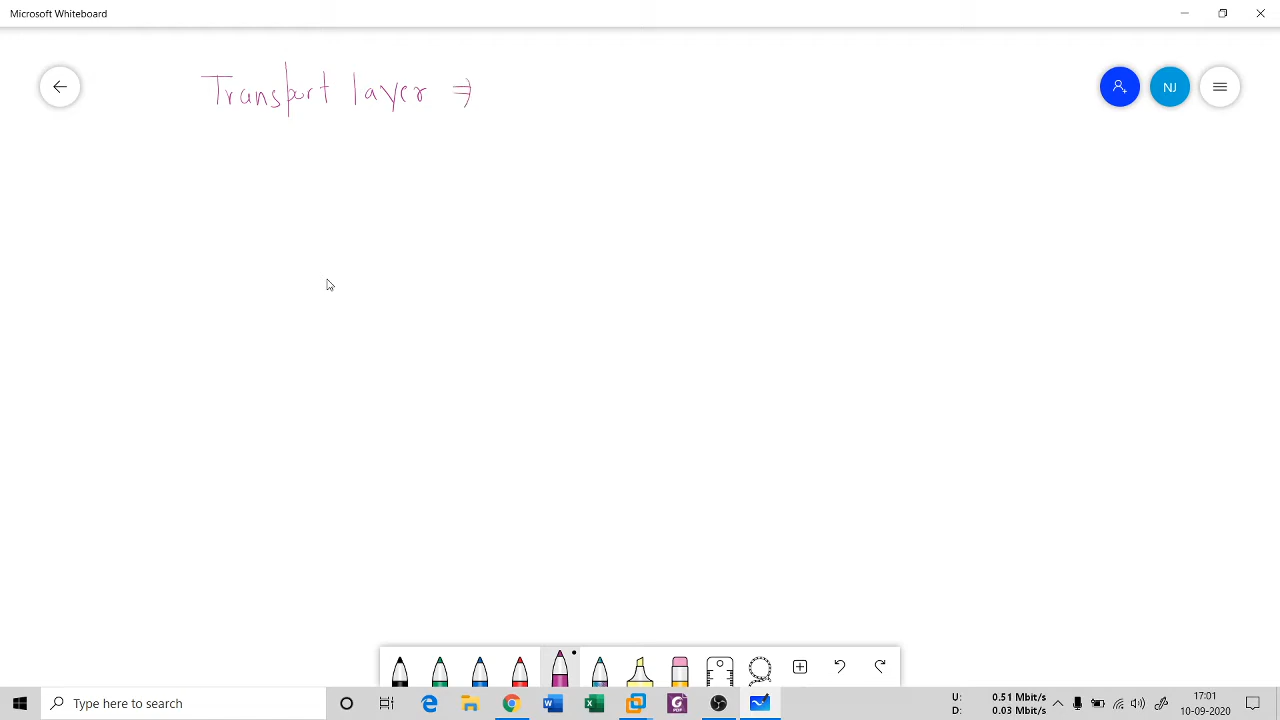 Microsoft Whiteboard
Transport layer ⇒
NJ
Type here to search
U: 0.51 Mbit/s
D: 0.03 Mbit/s
17:01
10-09-2020